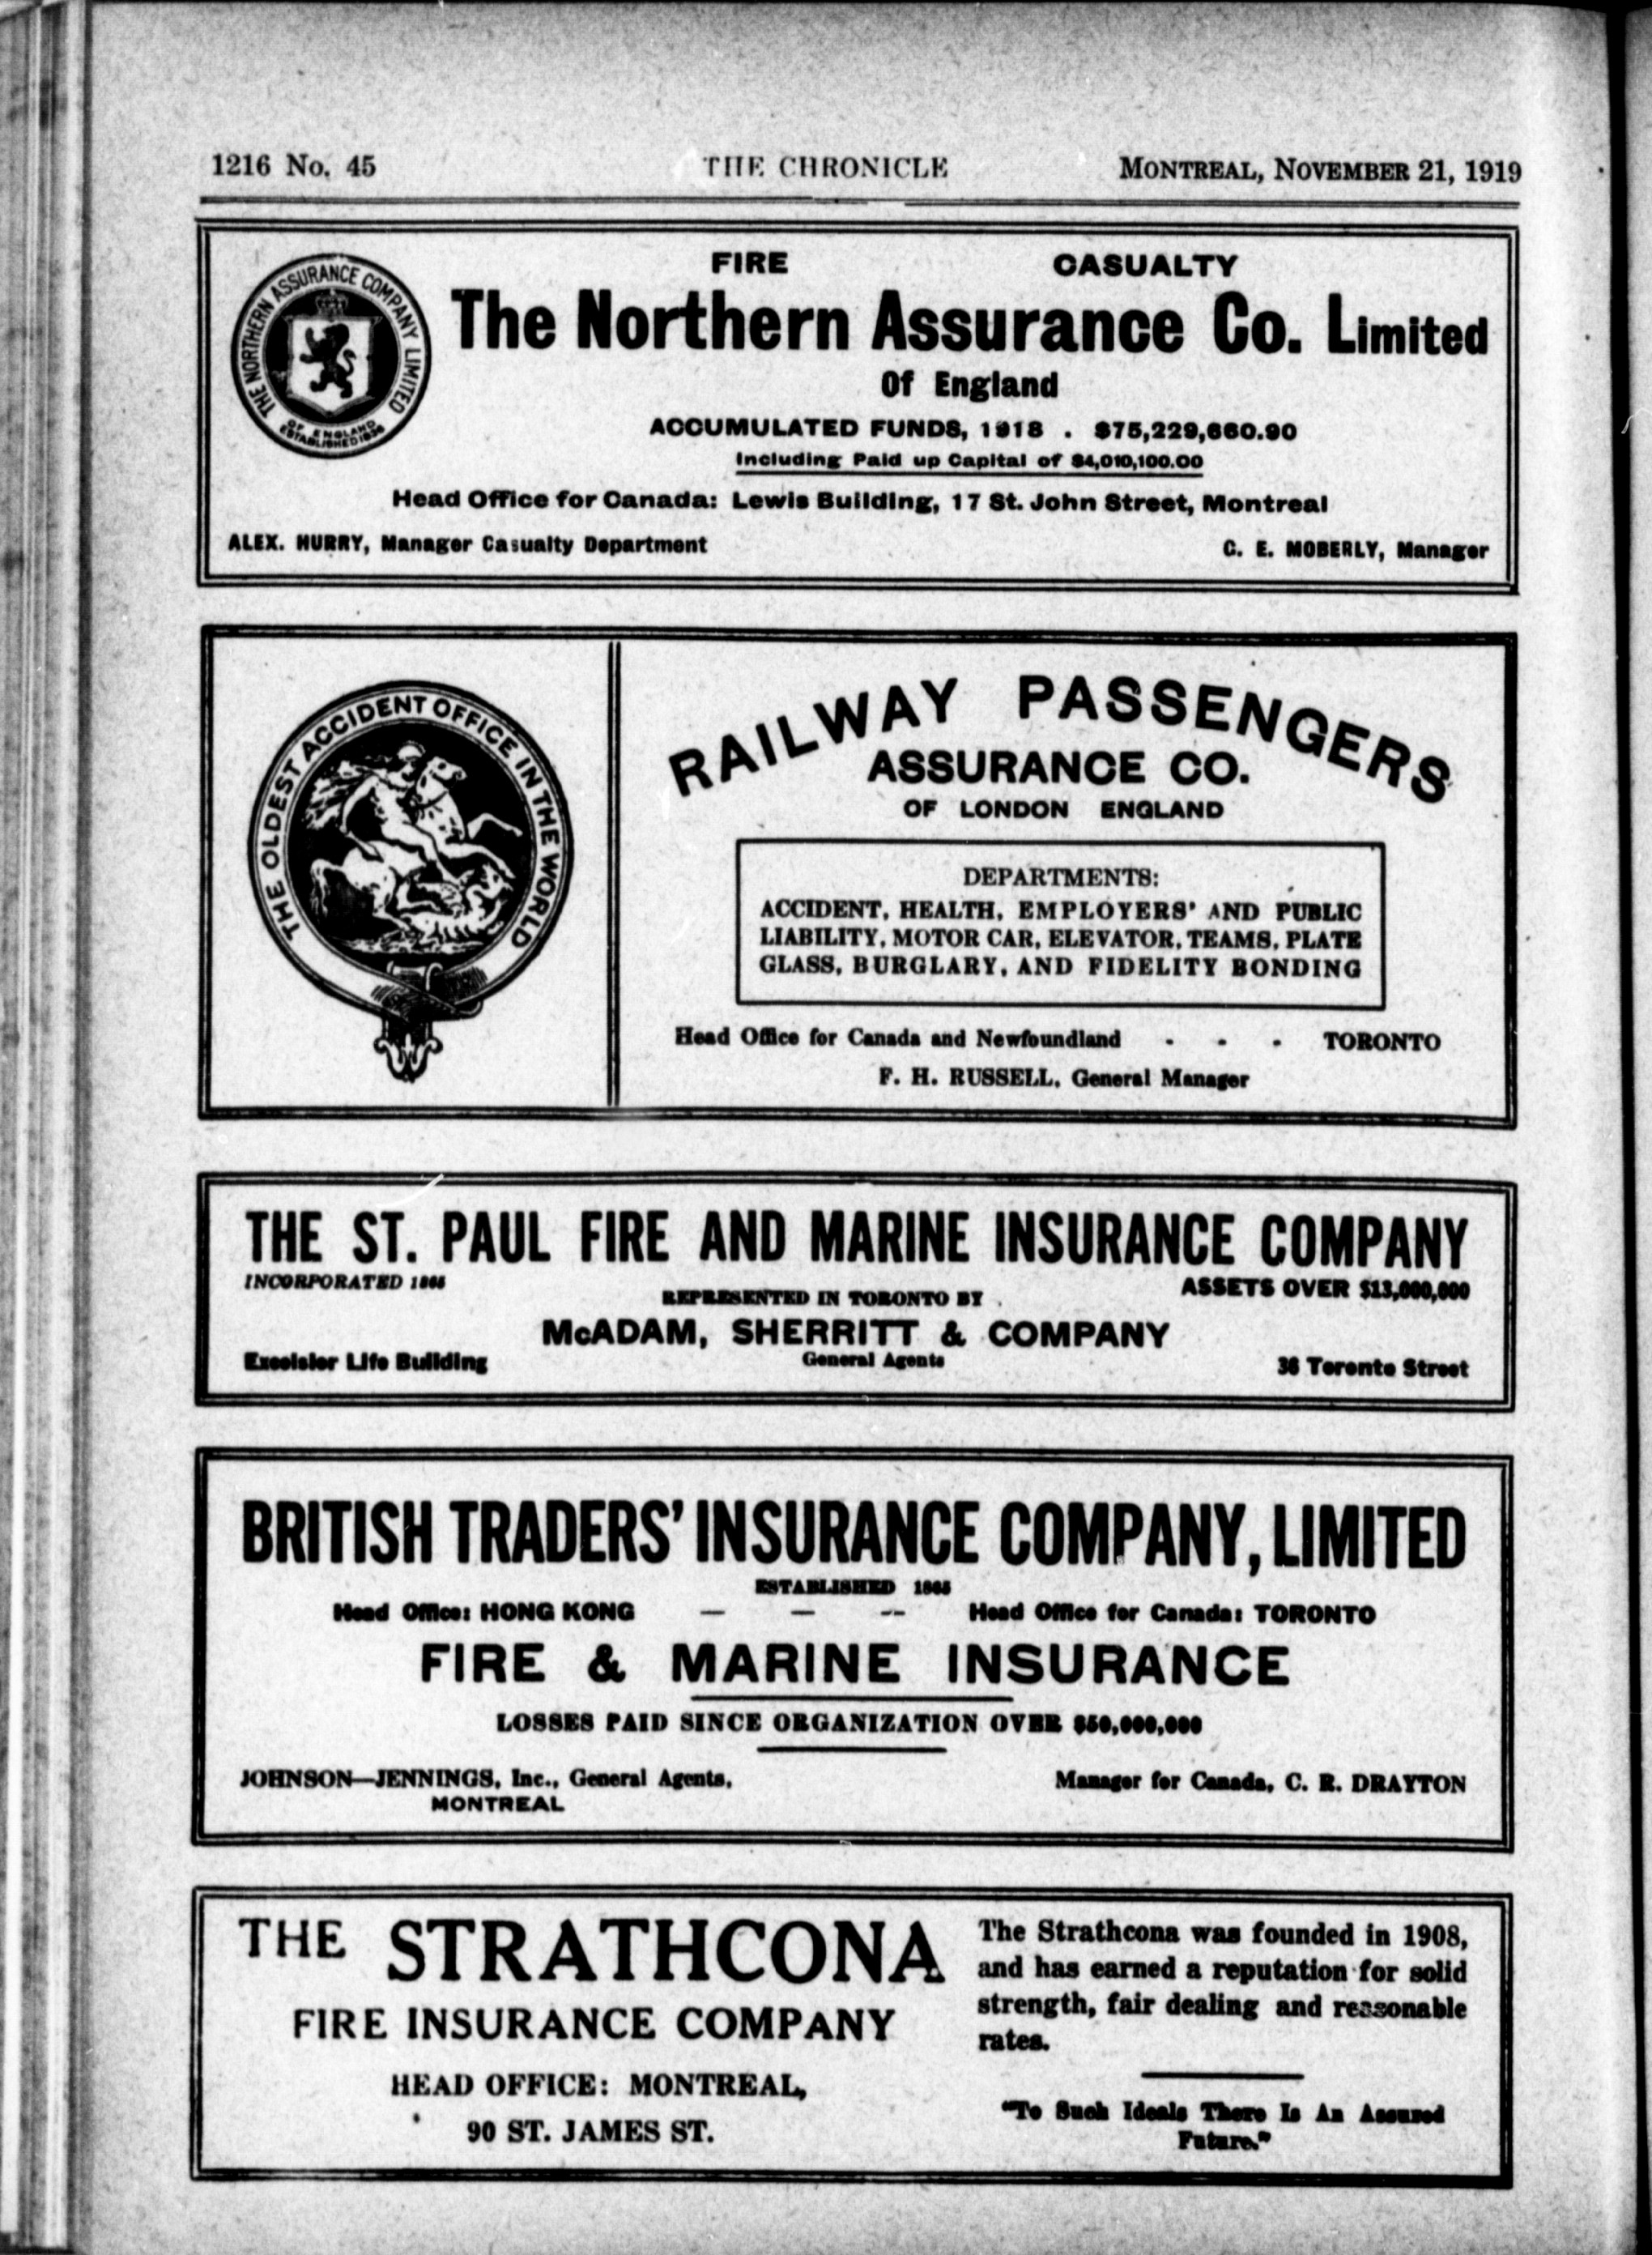 1216 No. 45
THE CHRONICLE
MONTREAL, NOVEMBER 21, 1919
THE NORTHERN ASSURANCE COMPANY LIMITED
OF ENGLAND
ESTABLISHED 1836
FIRE CASUALTY
The Northern Assurance Co. Limited
Of England
ACCUMULATED FUNDS, 1918 . $75,229,660.90
Including Paid up Capital of $4,010,100.00
Head Office for Canada: Lewis Building, 17 St. John Street, Montreal
ALEX. HURRY, Manager Casualty Department
C. E. MOBERLY, Manager
THE OLDEST ACCIDENT OFFICE IN THE WORLD
RAILWAY PASSENGERS
ASSURANCE CO.
OF LONDON ENGLAND
DEPARTMENTS:
ACCIDENT, HEALTH, EMPLOYERS' AND PUBLIC
LIABILITY, MOTOR CAR, ELEVATOR, TEAMS, PLATE
GLASS, BURGLARY, AND FIDELITY BONDING
Head Office for Canada and Newfoundland - - - TORONTO
F. H. RUSSELL, General Manager
THE ST. PAUL FIRE AND MARINE INSURANCE COMPANY
INCORPORATED
ASSETS OVER $13,000,000
REPRESENTED IN TORONTO BY
McADAM, SHERRITT & COMPANY
Excelsior Life Building
General Agents
36 Toronto Street
BRITISH TRADERS' INSURANCE COMPANY, LIMITED
ESTABLISHED 1865
Head Office: HONG KONG — — -- Head Office for Canada: TORONTO
FIRE & MARINE INSURANCE
LOSSES PAID SINCE ORGANIZATION OVER $50,000,000
JOHNSON—JENNINGS, Inc., General Agents,
MONTREAL
Manager for Canada, C. R. DRAYTON
THE STRATHCONA
FIRE INSURANCE COMPANY
HEAD OFFICE: MONTREAL,
90 ST. JAMES ST.
The Strathcona was founded in 1908,
and has earned a reputation for solid
strength, fair dealing and reasonable
rates.
"To Such Ideals There Is An Assured
Future."